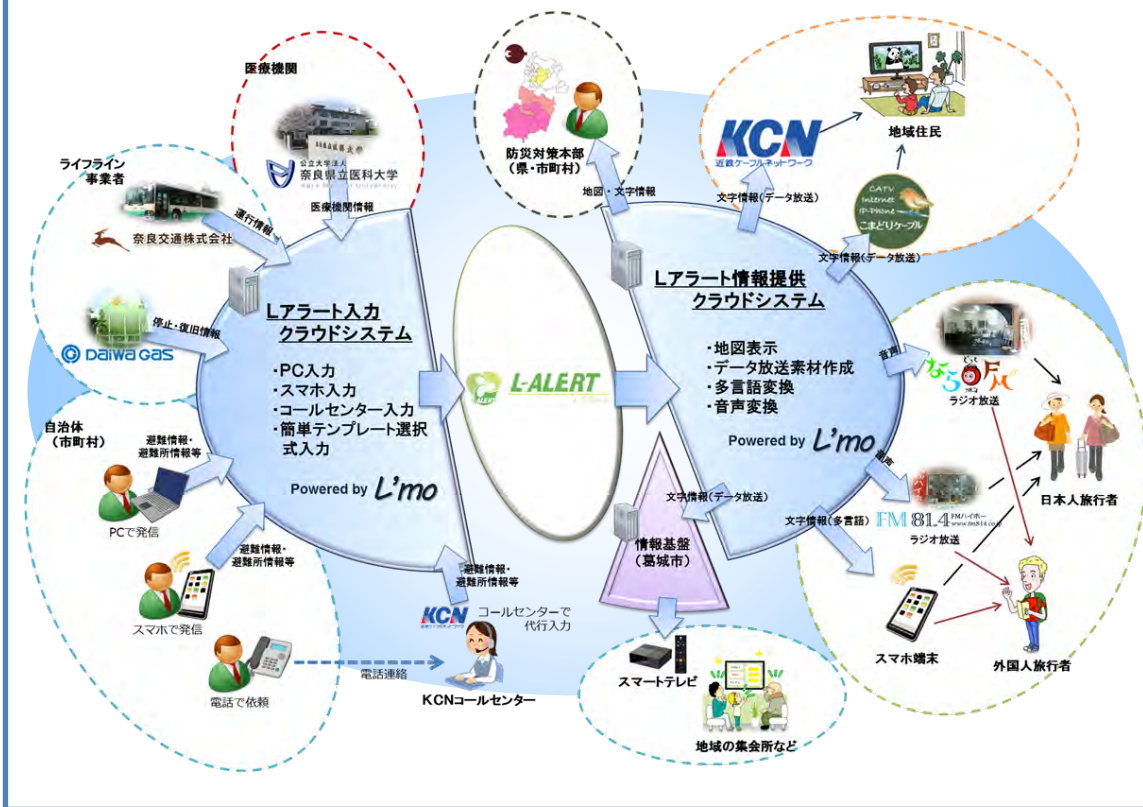 医療機関
公立大学法人
奈良県立医科大学
医療機関情報
ライフライン
事業者
運行情報
奈良交通株式会社
停止・復旧情報
DAIWA GAS
自治体
(市町村)
避難情報・
避難所情報等
PCで発信
避難情報・
避難所情報等
スマホで発信
電話で依頼
電話連絡
Lアラート入力
クラウドシステム
・PC入力
・スマホ入力
・コールセンター入力
・簡単テンプレート選択
式入力
Powered by L'mo
避難情報・
避難所情報等
KCN
コールセンターで
代行入力
KCNコールセンター
L-ALERT
防災対策本部
(県・市町村)
地図・文字情報
KCN
近鉄ケーブルネットワーク
文字情報(データ放送)
地域住民
CATV
Internet
IP-Phone
こまどりケーブル
文字情報(データ放送)
Lアラート情報提供
クラウドシステム
・地図表示
・データ放送素材作成
・多言語変換
・音声変換
Powered by L'mo
音声
ならどっとFM
ラジオ放送
音声
FM 81.4 FMハイホー
www.fm814.co.jp
ラジオ放送
文字情報(多言語)
スマホ端末
日本人旅行者
外国人旅行者
文字情報(データ放送)
情報基盤
(葛城市)
スマートテレビ
地域の集会所など